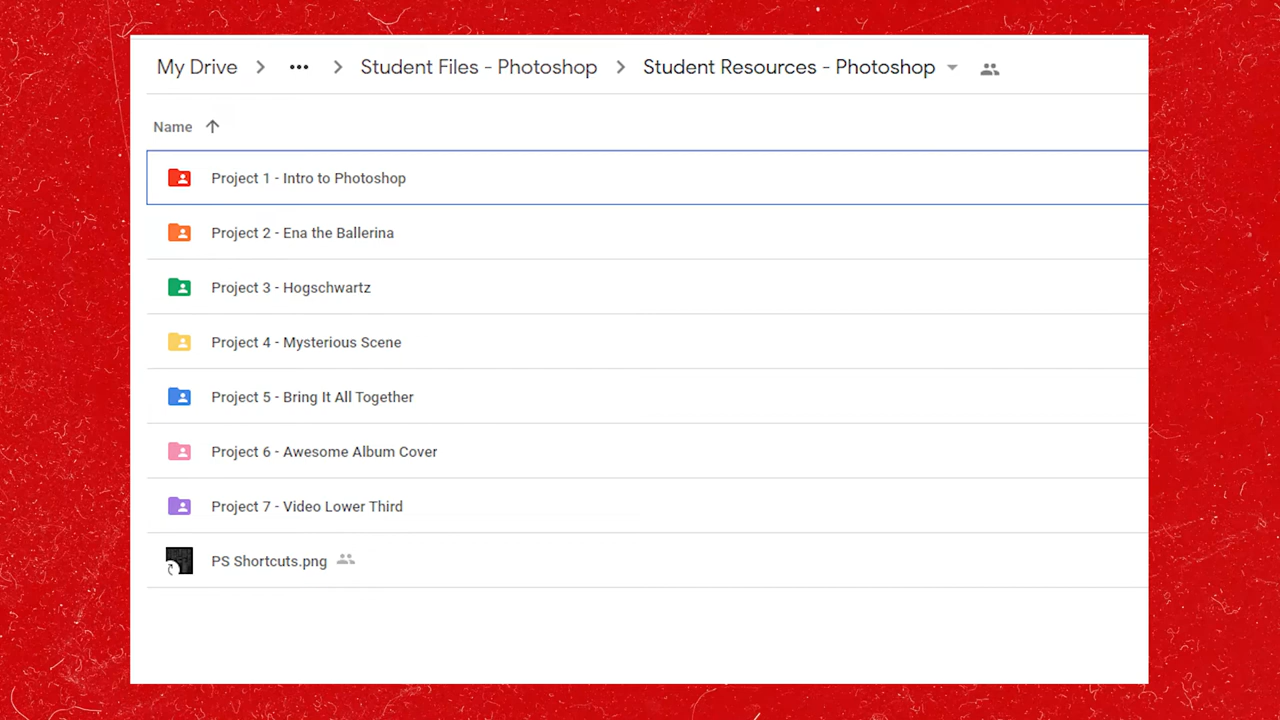 My Drive > ••• > Student Files - Photoshop > Student Resources - Photoshop
Name
Project 1 - Intro to Photoshop
Project 2 - Ena the Ballerina
Project 3 - Hogschwartz
Project 4 - Mysterious Scene
Project 5 - Bring It All Together
Project 6 - Awesome Album Cover
Project 7 - Video Lower Third
PS Shortcuts.png